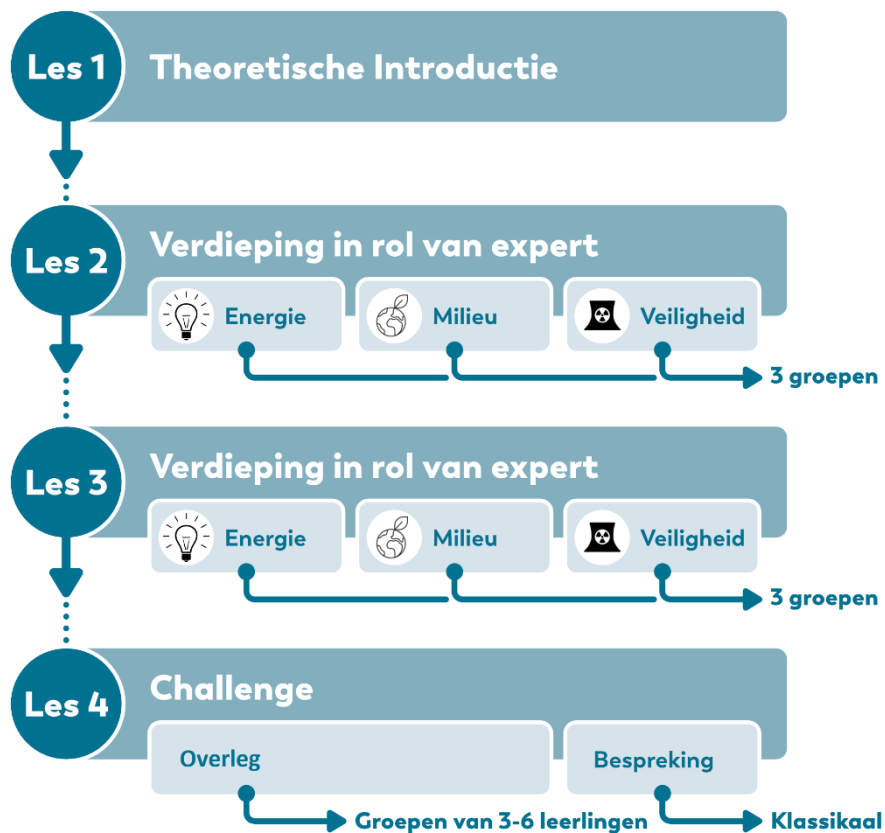 Les 1
Theoretische Introductie
Les 2
Verdieping in rol van expert
Energie
Milieu
Veiligheid
3 groepen
Les 3
Verdieping in rol van expert
Energie
Milieu
Veiligheid
3 groepen
Les 4
Challenge
Overleg
Bespreking
Groepen van 3-6 leerlingen
Klassikaal